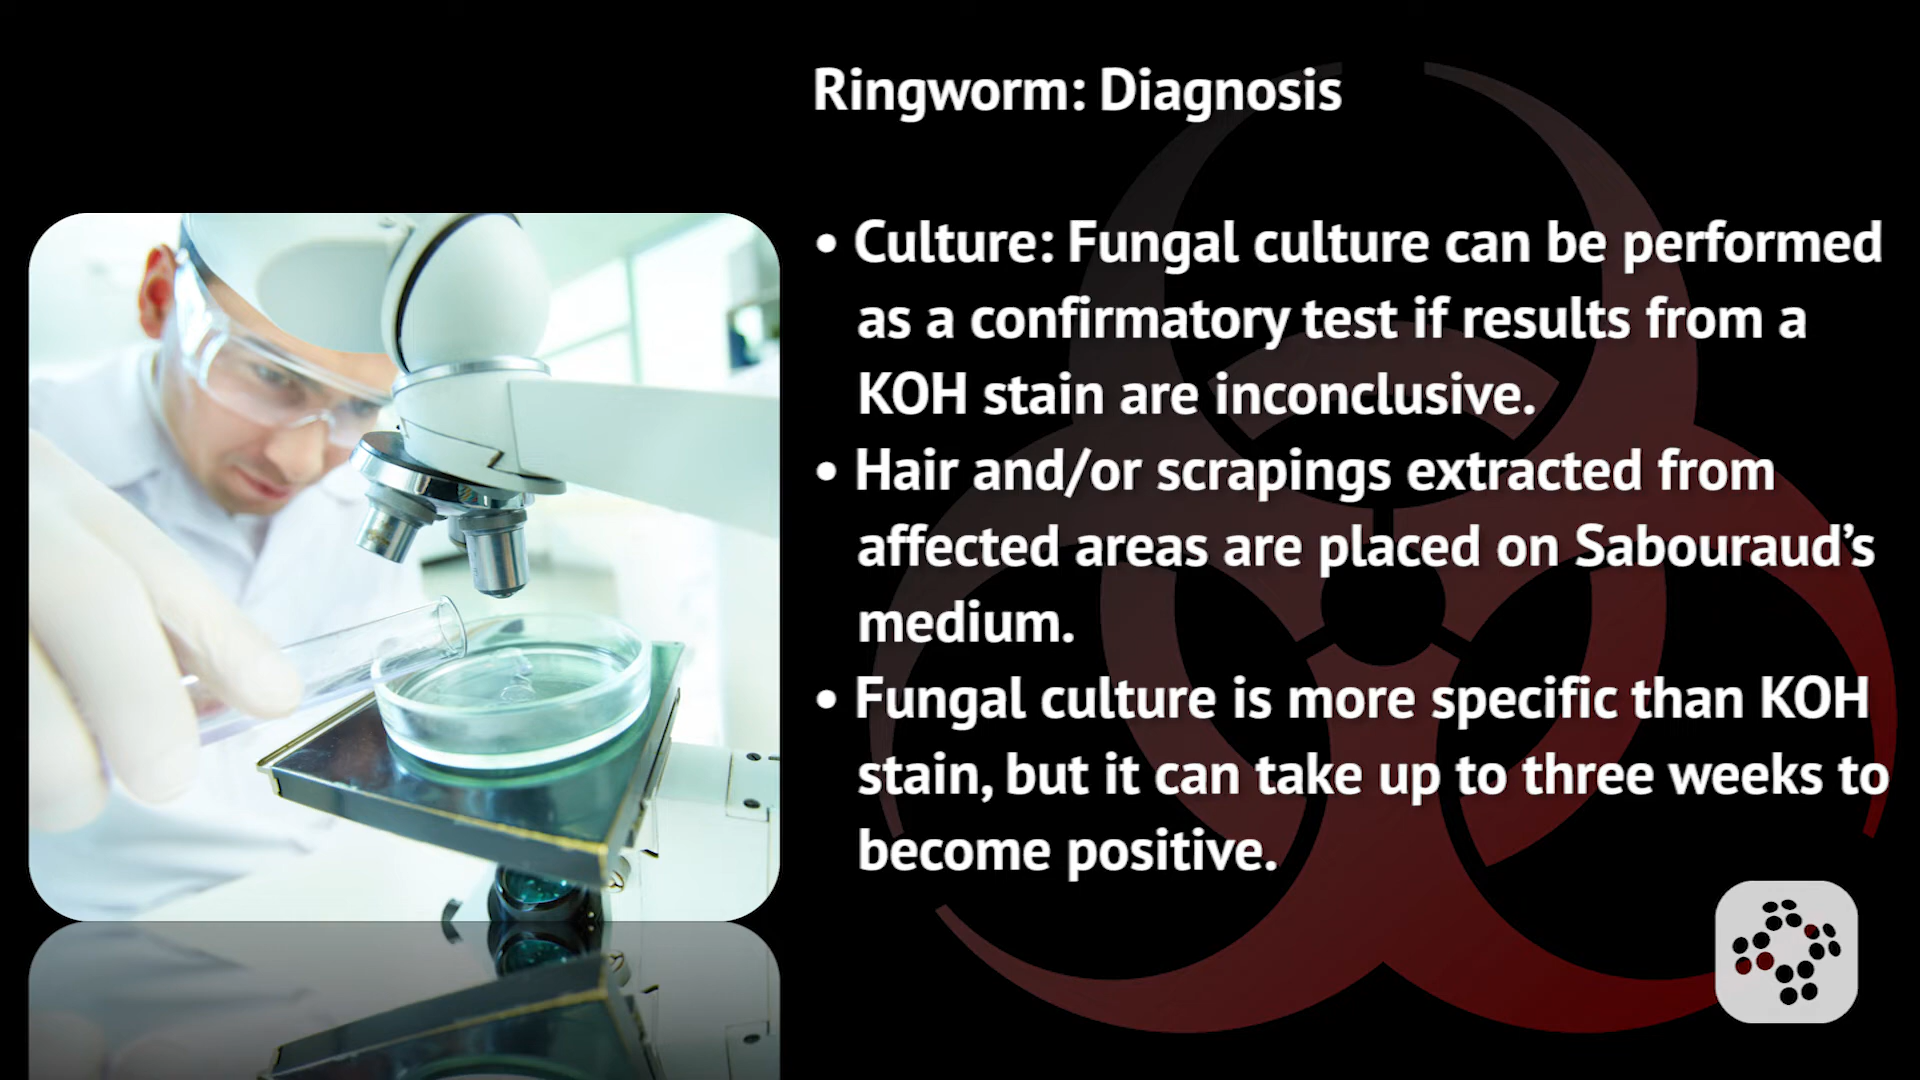 Ringworm: Diagnosis
• Culture: Fungal culture can be performed
as a confirmatory test if results from a
KOH stain are inconclusive.
• Hair and/or scrapings extracted from
affected areas are placed on Sabouraud’s
medium.
• Fungal culture is more specific than KOH
stain, but it can take up to three weeks to
become positive.